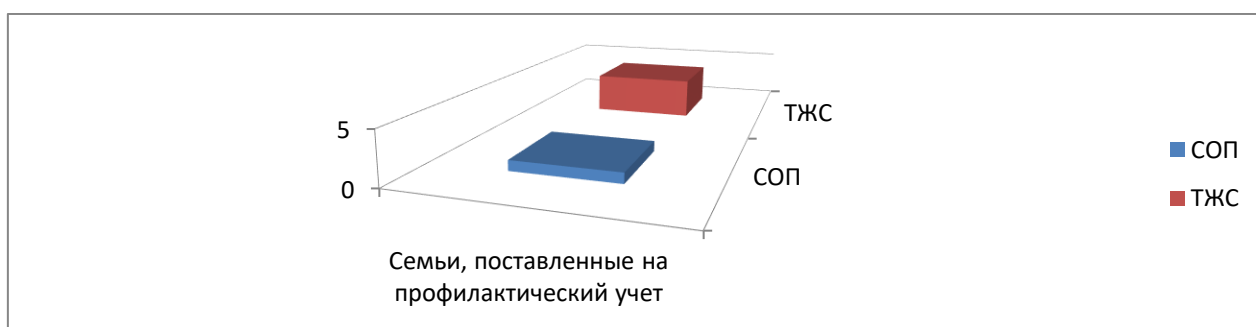 5
0
ТЖС
СОП
Семьи, поставленные на
профилактический учет
СОП
ТЖС